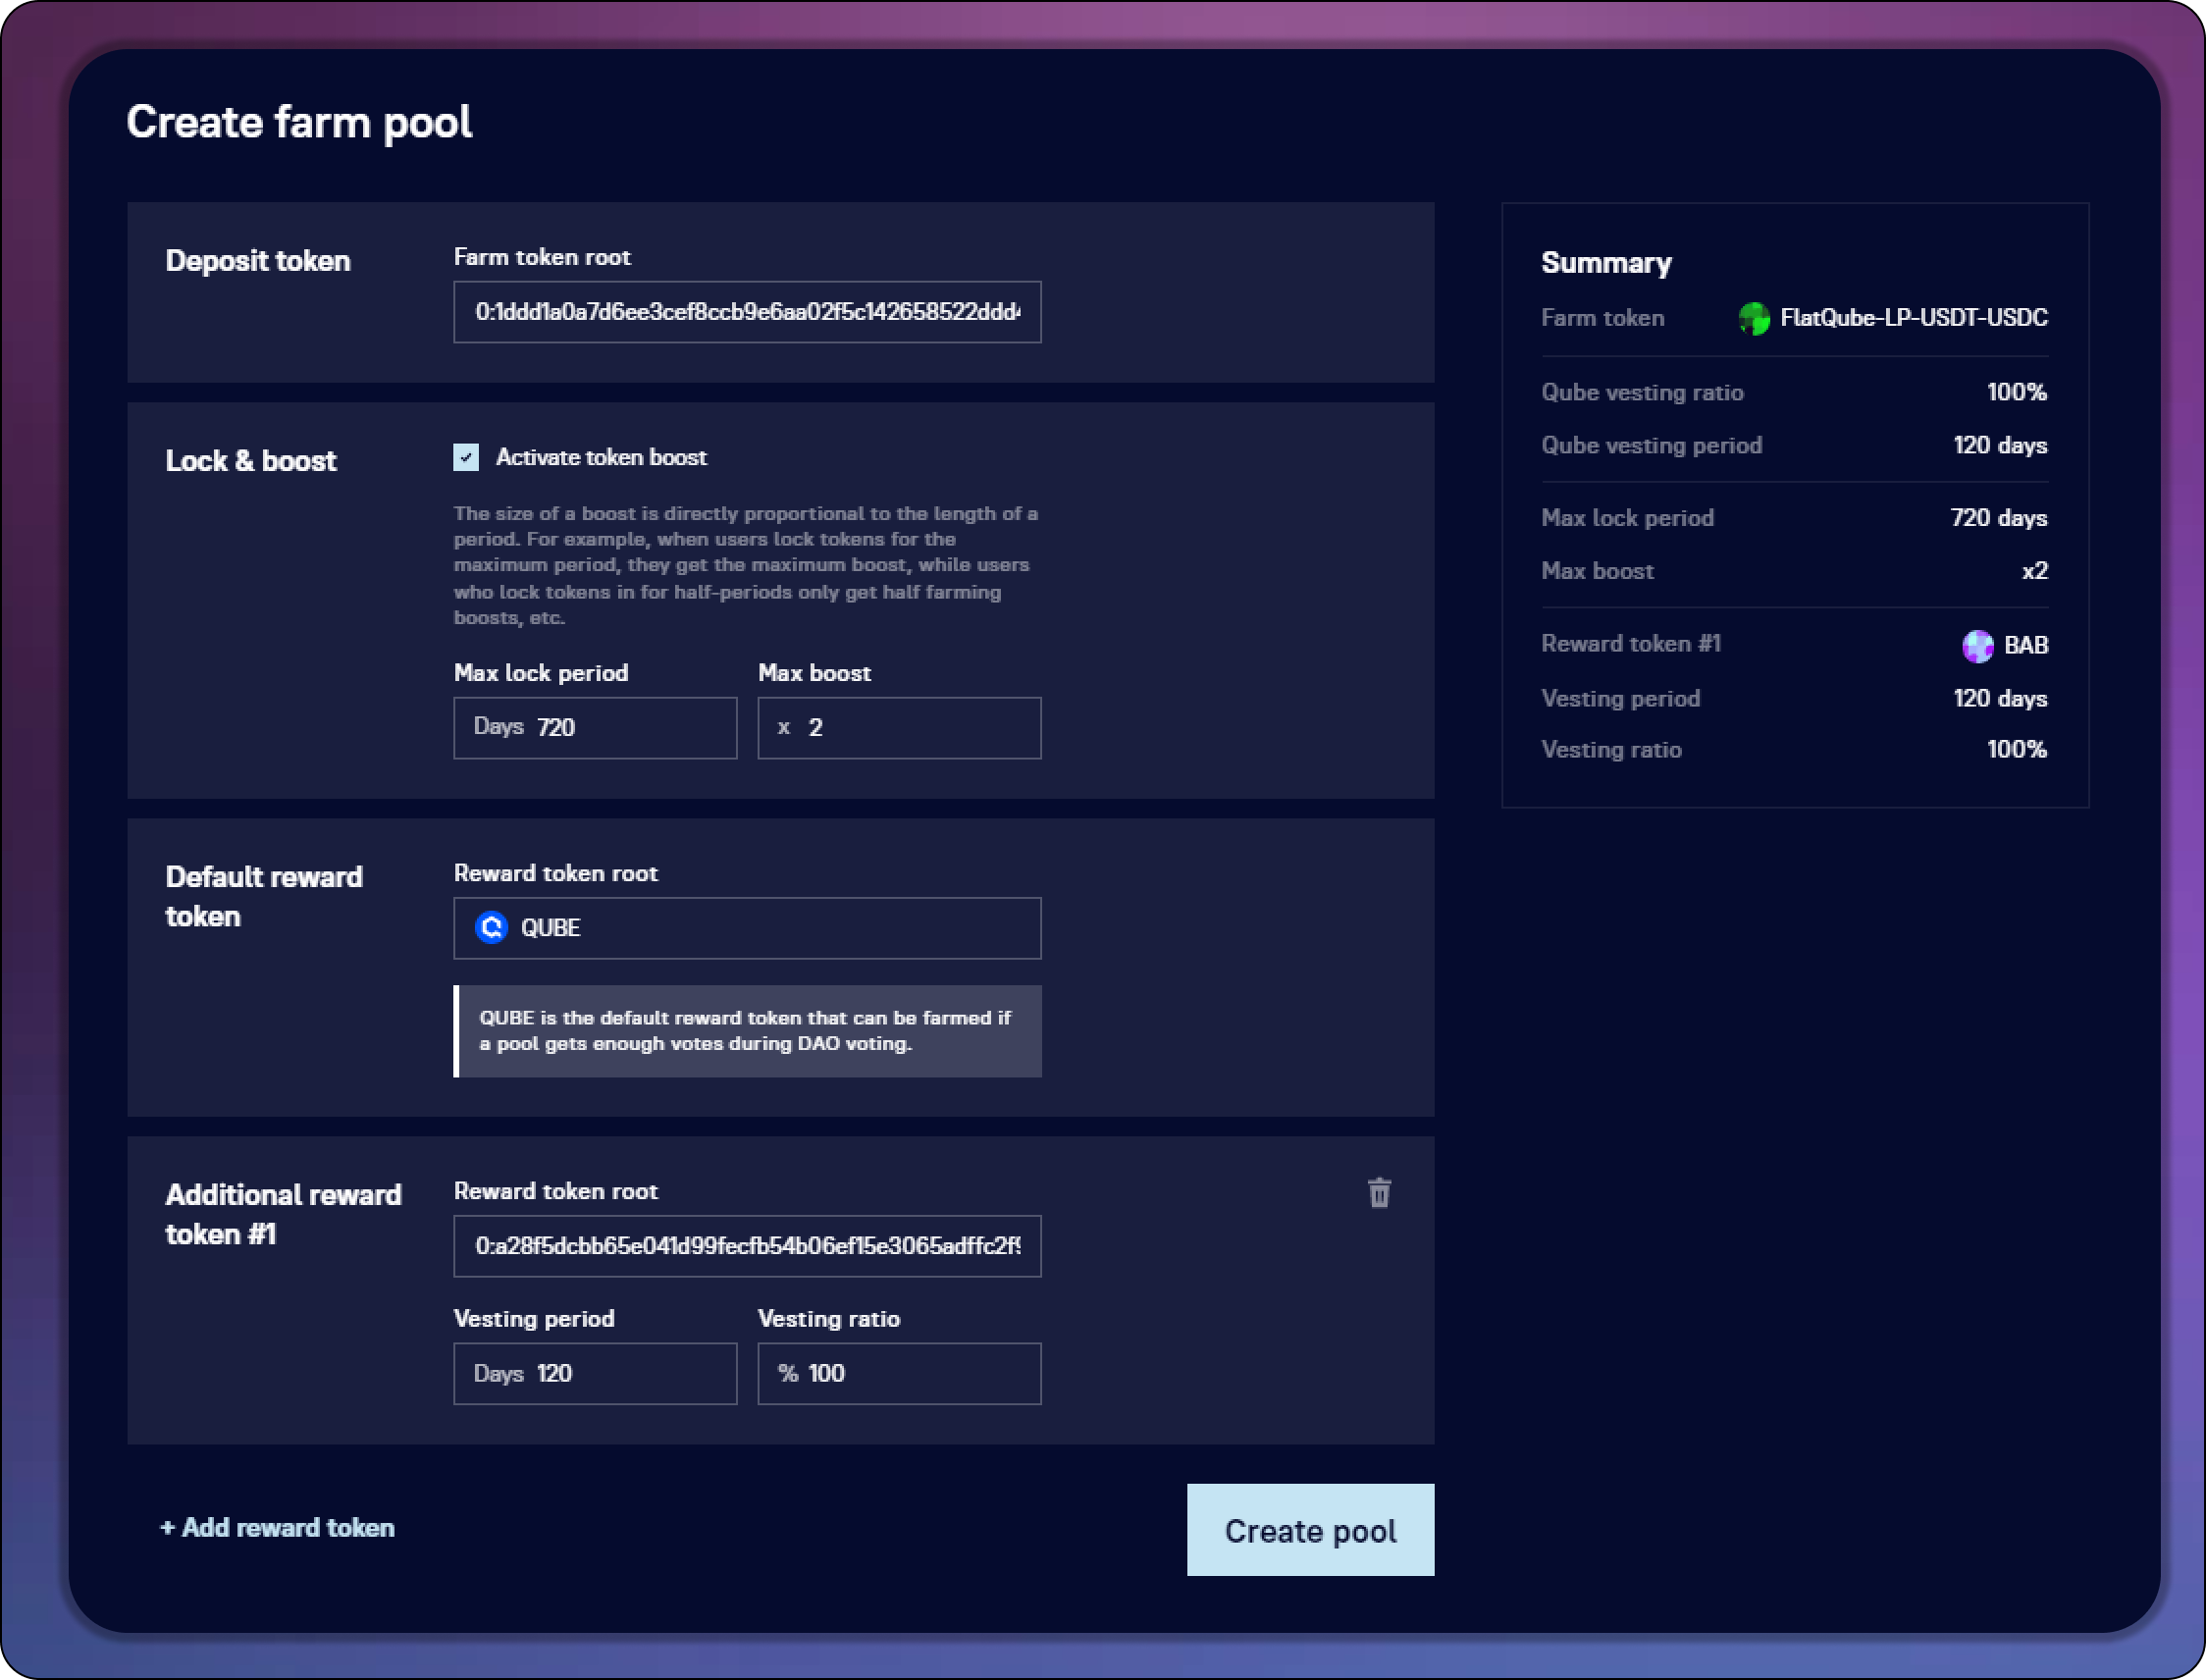 Create farm pool
Deposit token
Farm token root
0:1ddd1a0a7d6ee3cef8ccb9e6aa02f5c142658522ddd
Lock & boost
Activate token boost
The size of a boost is directly proportional to the length of a
period. For example, when users lock tokens for the
maximum period, they get the maximum boost, while users
who lock tokens in for half-periods only get half farming
boosts, etc.
Max lock period
Max boost
Days 720
x 2
Default reward
token
Reward token root
QUBE
QUBE is the default reward token that can be farmed if
a pool gets enough votes during DAO voting.
Additional reward
token #1
Reward token root
0:a28f5dcbb65e041d99fecfb54b06ef15e3065adffc2f
Vesting period
Vesting ratio
Days 120
% 100
+ Add reward token
Create pool
Summary
Farm token FlatQube-LP-USDT-USDC
Qube vesting ratio 100%
Qube vesting period 120 days
Max lock period 720 days
Max boost x2
Reward token #1 BAB
Vesting period 120 days
Vesting ratio 100%